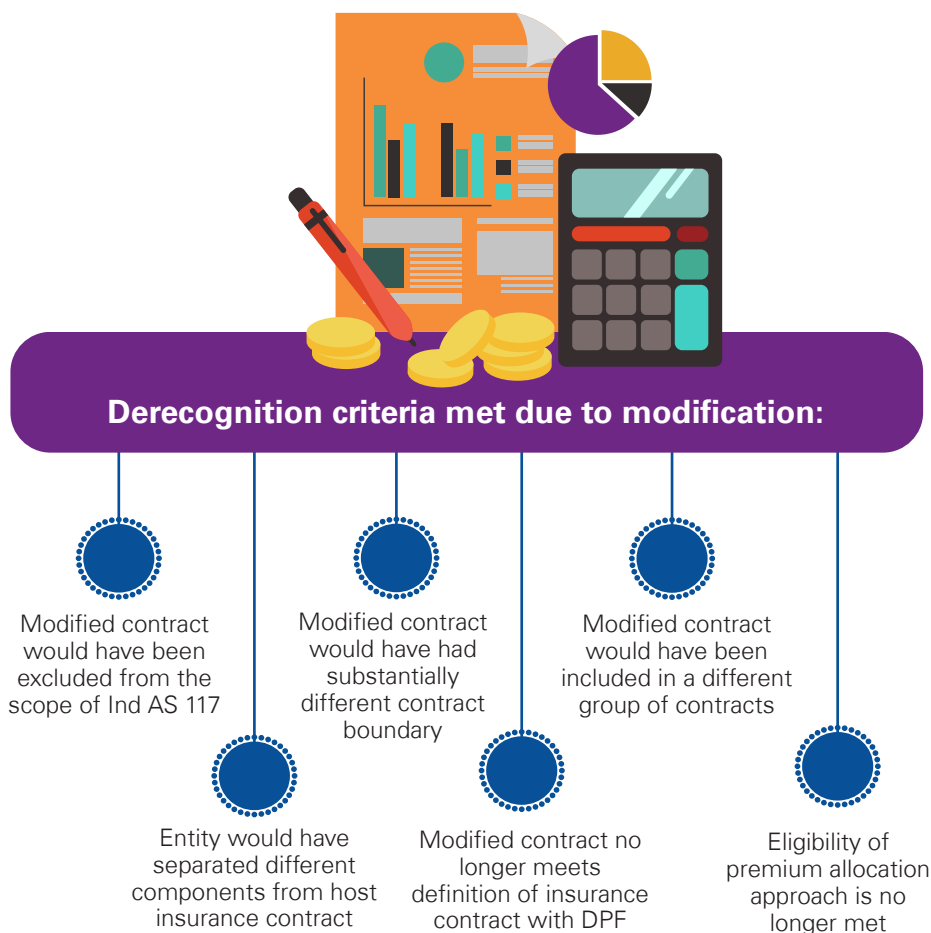 Derecognition criteria met due to modification:
Modified contract
would have been
excluded from the
scope of Ind AS 117
Entity would have
separated different
components from host
insurance contract
Modified contract
would have had
substantially
different contract
boundary
Modified contract no
longer meets
definition of insurance
contract with DPF
Modified contract
would have been
included in a different
group of contracts
Eligibility of
premium allocation
approach is no
longer met